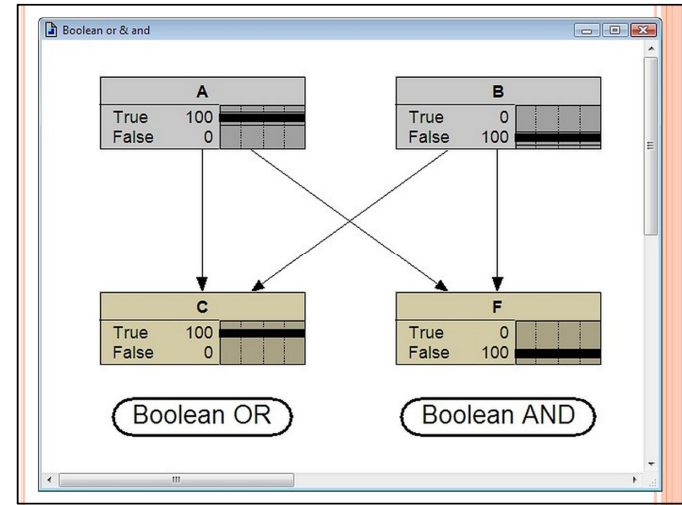 Boolean or & and
A
True 100
False 0
B
True 0
False 100
C
True 100
False 0
F
True 0
False 100
Boolean OR
Boolean AND